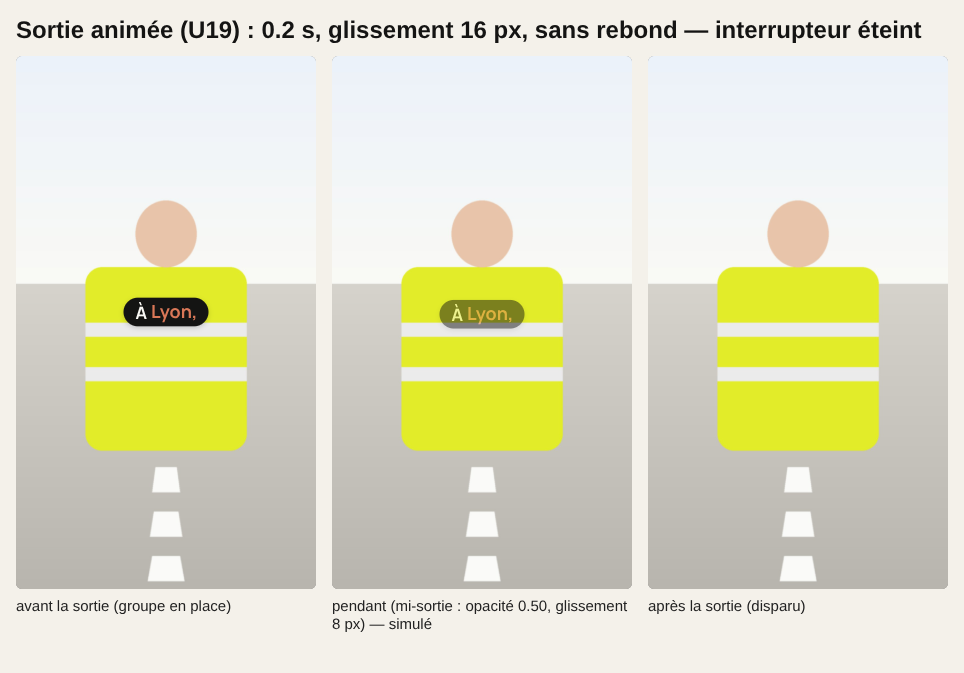 Sortie animée (U19) : 0.2 s, glissement 16 px, sans rebond — interrupteur éteint
À Lyon,
À Lyon,
avant la sortie (groupe en place)
pendant (mi-sortie : opacité 0.50, glissement
8 px) — simulé
après la sortie (disparu)